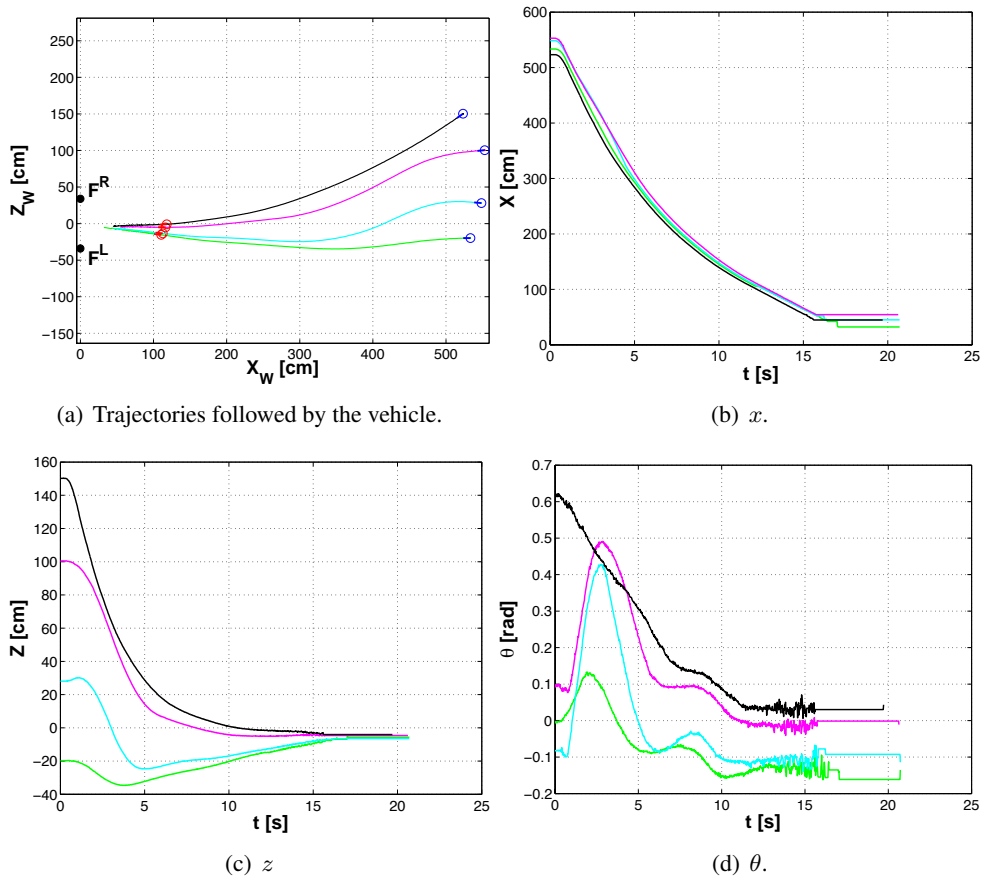 250
200
150
100
50
0
−50
−100
−150
Z_W [cm]
F^R
F^L
0 100 200 300 400 500
X_W [cm]
(a) Trajectories followed by the vehicle.
600
500
400
300
200
100
0
X [cm]
0 5 10 15 20 25
t [s]
(b) x.
160
140
120
100
80
60
40
20
0
−20
−40
Z [cm]
0 5 10 15 20 25
t [s]
(c) z
0.7
0.6
0.5
0.4
0.3
0.2
0.1
0
−0.1
−0.2
θ [rad]
0 5 10 15 20 25
t [s]
(d) θ.